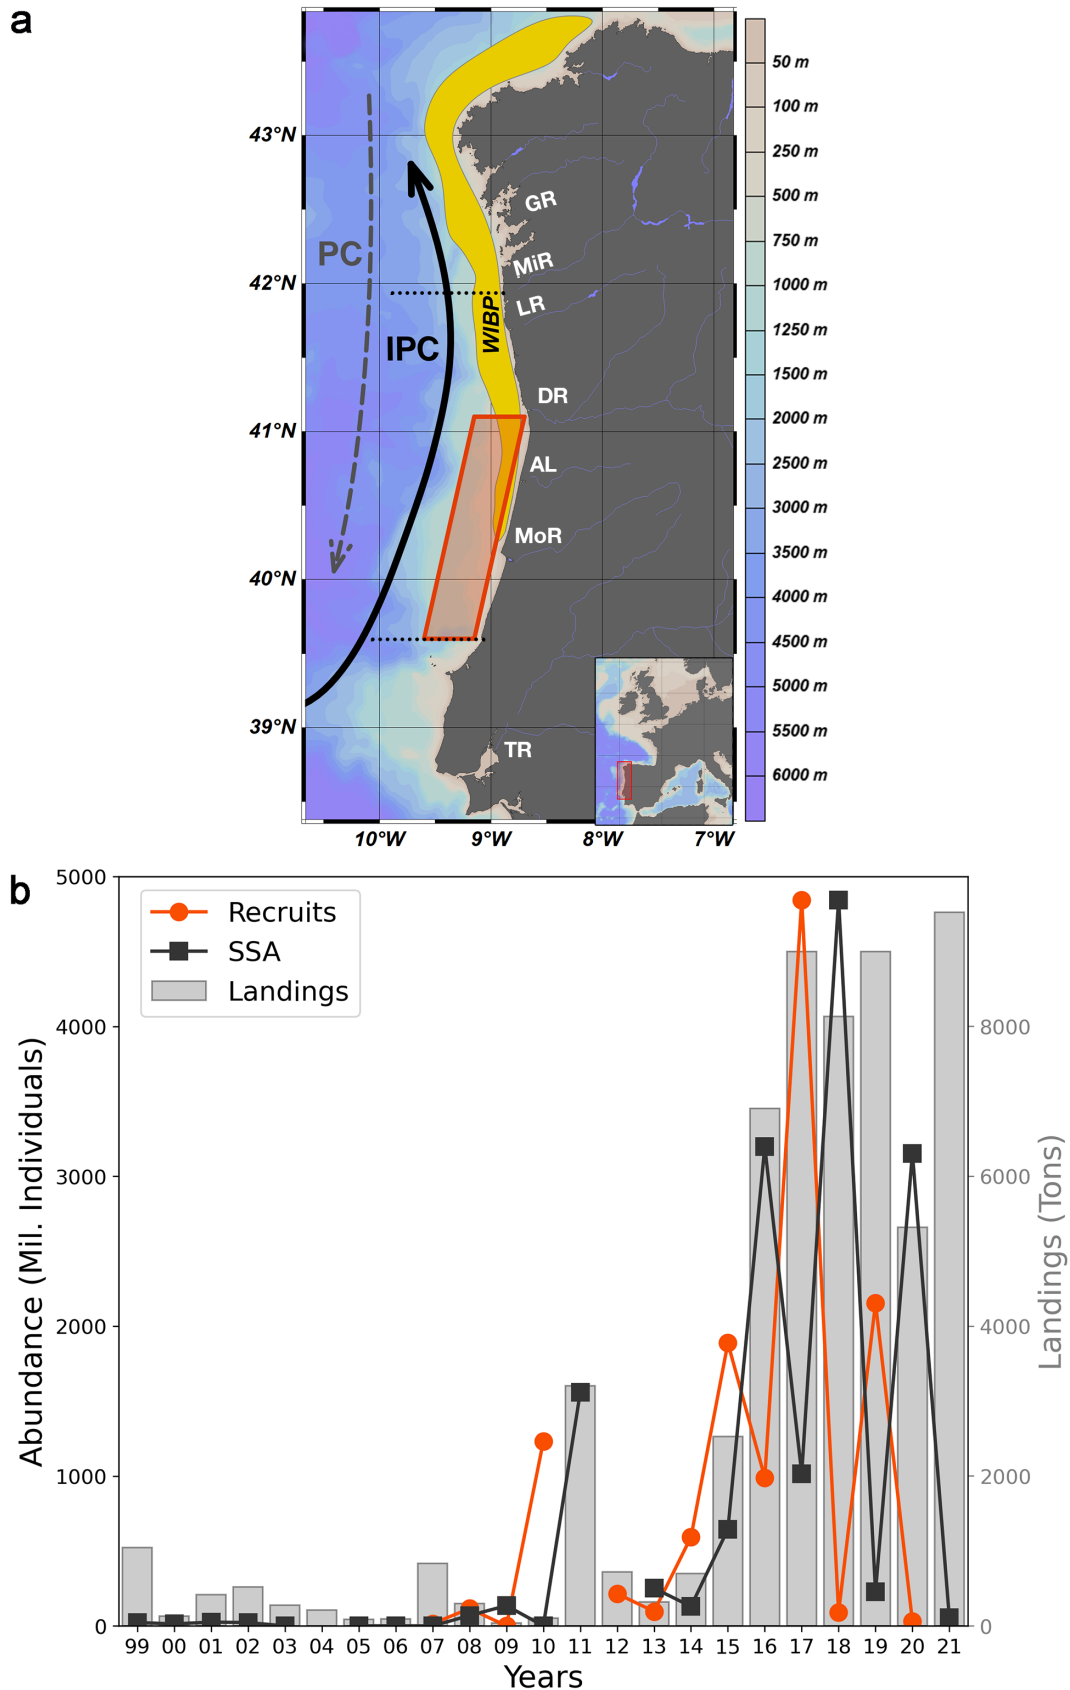 a
50 m
100 m
250 m
500 m
750 m
1000 m
1250 m
1500 m
2000 m
2500 m
3000 m
3500 m
4000 m
4500 m
5000 m
5500 m
6000 m
43°N
42°N
41°N
40°N
39°N
10°W
9°W
8°W
7°W
GR
MiR
LR
DR
AL
MoR
TR
PC
IPC
WIBP
b
Recruits
SSA
Landings
Abundance (Mil. Individuals)
5000
4000
3000
2000
1000
0
Landings (Tons)
8000
6000
4000
2000
0
99 00 01 02 03 04 05 06 07 08 09 10 11 12 13 14 15 16 17 18 19 20 21
Years